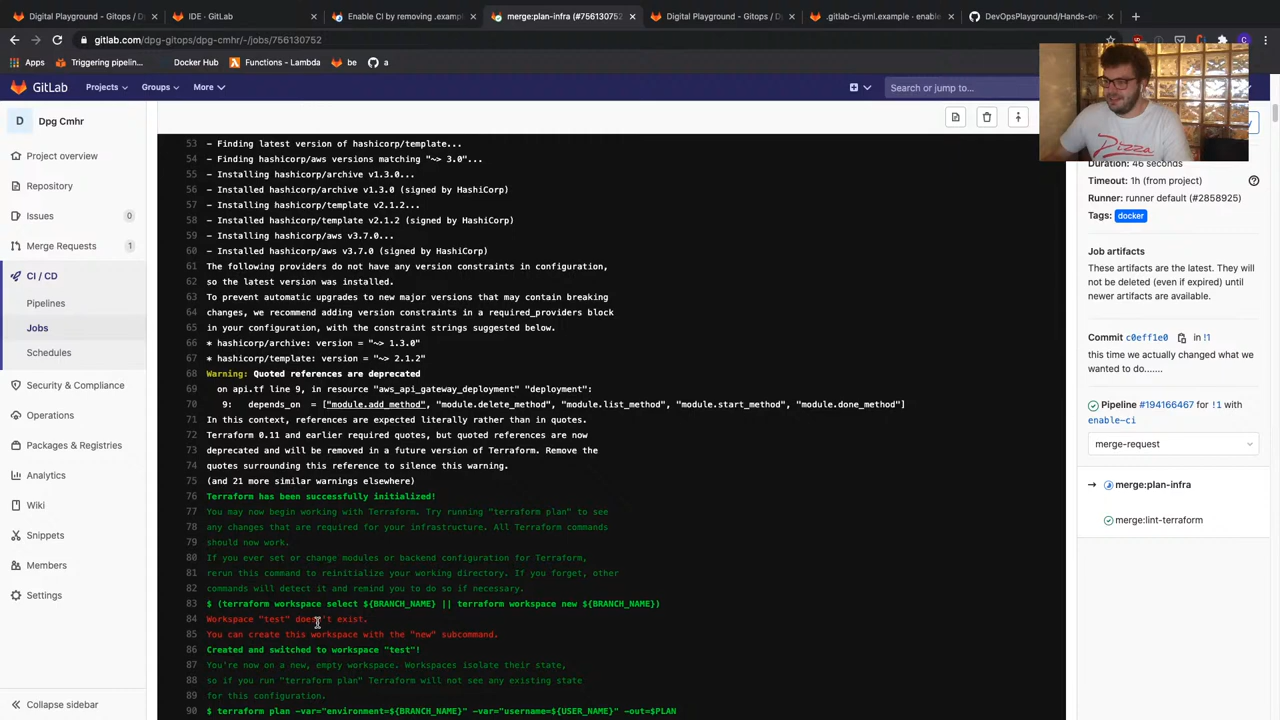 Digital Playground - Gitops / D
IDE · GitLab
Enable CI by removing .exampl
merge:plan-infra (#756130752)
Digital Playground - Gitops / D
.gitlab-ci.yml.example · enable
DevOpsPlayground/Hands-on-
gitlab.com/dpg-gitops/dpg-cmhr/-/jobs/756130752
Apps
Triggering pipelin...
Docker Hub
Functions - Lambda
be
a
GitLab
Projects
Groups
More
Search or jump to...
D
Dpg Cmhr
Project overview
Repository
Issues
0
Merge Requests
1
CI / CD
Pipelines
Jobs
Schedules
Security & Compliance
Operations
Packages & Registries
Analytics
Wiki
Snippets
Members
Settings
Collapse sidebar
53 - Finding latest version of hashicorp/template...
54 - Finding hashicorp/aws versions matching "~> 3.0"...
55 - Installing hashicorp/archive v1.3.0...
56 - Installed hashicorp/archive v1.3.0 (signed by HashiCorp)
57 - Installing hashicorp/template v2.1.2...
58 - Installed hashicorp/template v2.1.2 (signed by HashiCorp)
59 - Installing hashicorp/aws v3.7.0...
60 - Installed hashicorp/aws v3.7.0 (signed by HashiCorp)
61 The following providers do not have any version constraints in configuration,
62 so the latest version was installed.
63 To prevent automatic upgrades to new major versions that may contain breaking
64 changes, we recommend adding version constraints in a required_providers block
65 in your configuration, with the constraint strings suggested below.
66 * hashicorp/archive: version = "~> 1.3.0"
67 * hashicorp/template: version = "~> 2.1.2"
68 Warning: Quoted references are deprecated
69 on api.tf line 9, in resource "aws_api_gateway_deployment" "deployment":
70 9: depends_on = ["module.add_method", "module.delete_method", "module.list_method", "module.start_method", "module.done_method"]
71 In this context, references are expected literally rather than in quotes.
72 Terraform 0.11 and earlier required quotes, but quoted references are now
73 deprecated and will be removed in a future version of Terraform. Remove the
74 quotes surrounding this reference to silence this warning.
75 (and 21 more similar warnings elsewhere)
76 Terraform has been successfully initialized!
77 You may now begin working with Terraform. Try running "terraform plan" to see
78 any changes that are required for your infrastructure. All Terraform commands
79 should now work.
80 If you ever set or change modules or backend configuration for Terraform,
81 rerun this command to reinitialize your working directory. If you forget, other
82 commands will detect it and remind you to do so if necessary.
83 $ (terraform workspace select ${BRANCH_NAME} || terraform workspace new ${BRANCH_NAME})
84 Workspace "test" doesn't exist.
85 You can create this workspace with the "new" subcommand.
86 Created and switched to workspace "test"!
87 You're now on a new, empty workspace. Workspaces isolate their state,
88 so if you run "terraform plan" Terraform will not see any existing state
89 for this configuration.
90 $ terraform plan -var="environment=${BRANCH_NAME}" -var="username=${USER_NAME}" -out=$PLAN
Duration: 46 seconds
Timeout: 1h (from project)
Runner: runner default (#2858925)
Tags: docker
Job artifacts
These artifacts are the latest. They will
not be deleted (even if expired) until
newer artifacts are available.
Commit c0eff1e0 in !1
this time we actually changed what we
wanted to do.......
Pipeline #194166467 for !1 with
enable-ci
merge-request
merge:plan-infra
merge:lint-terraform